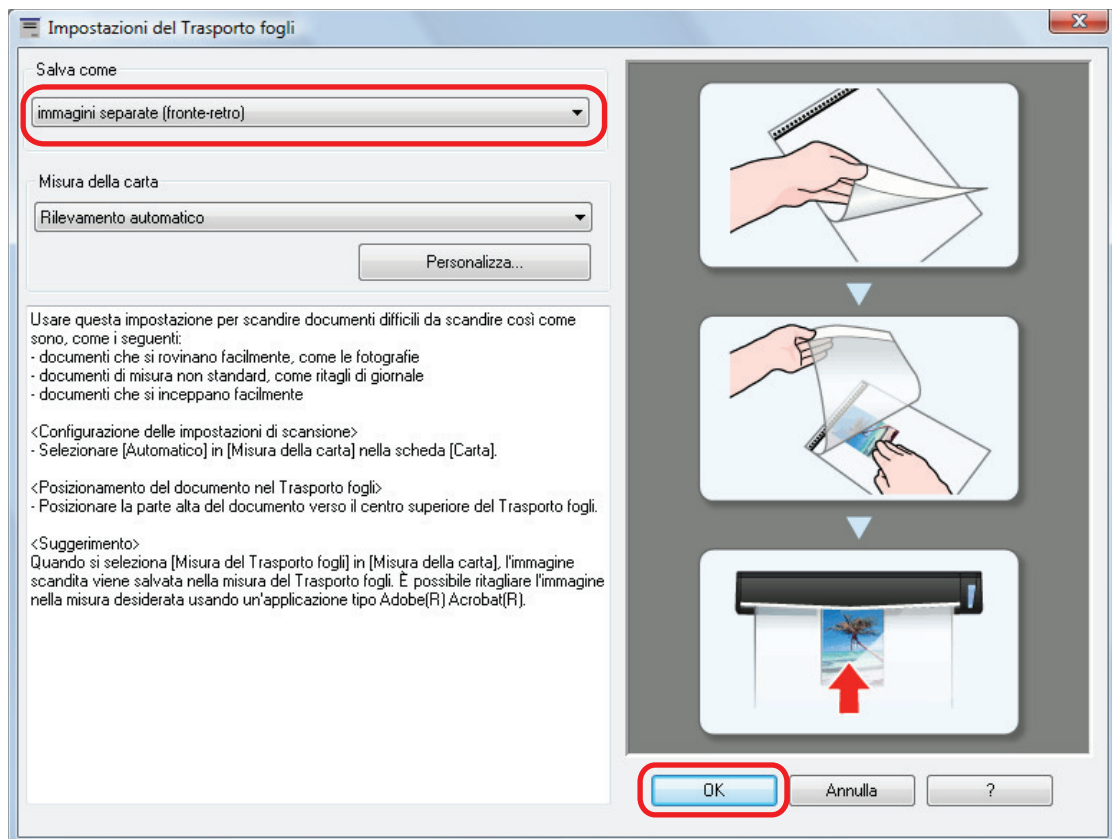 Impostazioni del Trasporto fogli
Salva come
immagini separate (fronte-retro)
Misura della carta
Rilevamento automatico
Personalizza...
Usare questa impostazione per scandire documenti difficili da scandire così come
sono, come i seguenti:
- documenti che si rovinano facilmente, come le fotografie
- documenti di misura non standard, come ritagli di giornale
- documenti che si inceppano facilmente
<Configurazione delle impostazioni di scansione>
- Selezionare [Automatico] in [Misura della carta] nella scheda [Carta].
<Posizionamento del documento nel Trasporto fogli>
- Posizionare la parte alta del documento verso il centro superiore del Trasporto fogli.
<Suggerimento>
Quando si seleziona [Misura del Trasporto fogli] in [Misura della carta], l'immagine
scandita viene salvata nella misura del Trasporto fogli. È possibile ritagliare l'immagine
nella misura desiderata usando un'applicazione tipo Adobe(R) Acrobat(R).
OK
Annulla
?